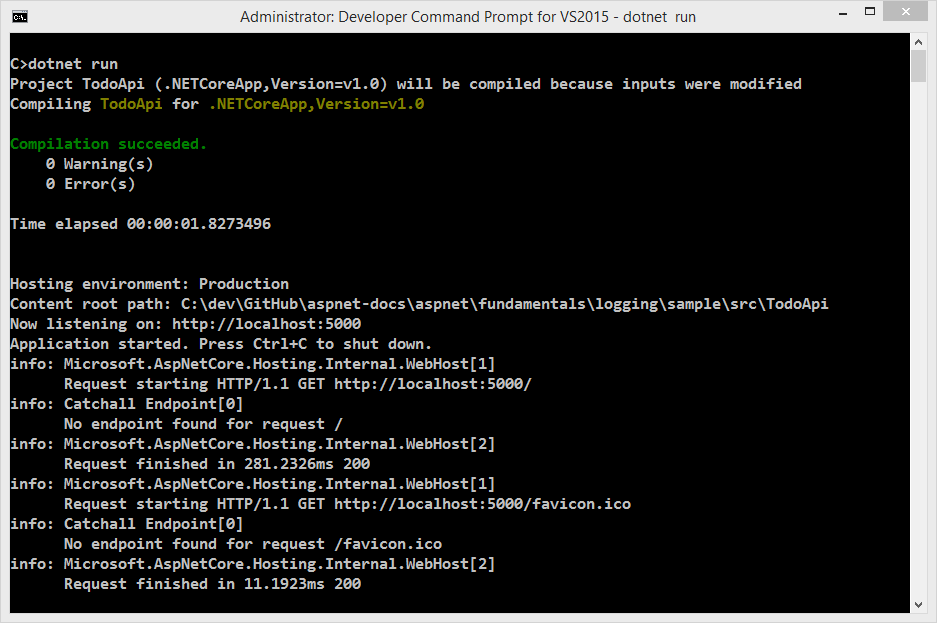 Administrator: Developer Command Prompt for VS2015 - dotnet  run
C>dotnet run
Project TodoApi (.NETCoreApp,Version=v1.0) will be compiled because inputs were modified
Compiling TodoApi for .NETCoreApp,Version=v1.0
Compilation succeeded.
    0 Warning(s)
    0 Error(s)
Time elapsed 00:00:01.8273496
Hosting environment: Production
Content root path: C:\dev\GitHub\aspnet-docs\aspnet\fundamentals\logging\sample\src\TodoApi
Now listening on: http://localhost:5000
Application started. Press Ctrl+C to shut down.
info: Microsoft.AspNetCore.Hosting.Internal.WebHost[1]
      Request starting HTTP/1.1 GET http://localhost:5000/
info: Catchall Endpoint[0]
      No endpoint found for request /
info: Microsoft.AspNetCore.Hosting.Internal.WebHost[2]
      Request finished in 281.2326ms 200
info: Microsoft.AspNetCore.Hosting.Internal.WebHost[1]
      Request starting HTTP/1.1 GET http://localhost:5000/favicon.ico
info: Catchall Endpoint[0]
      No endpoint found for request /favicon.ico
info: Microsoft.AspNetCore.Hosting.Internal.WebHost[2]
      Request finished in 11.1923ms 200